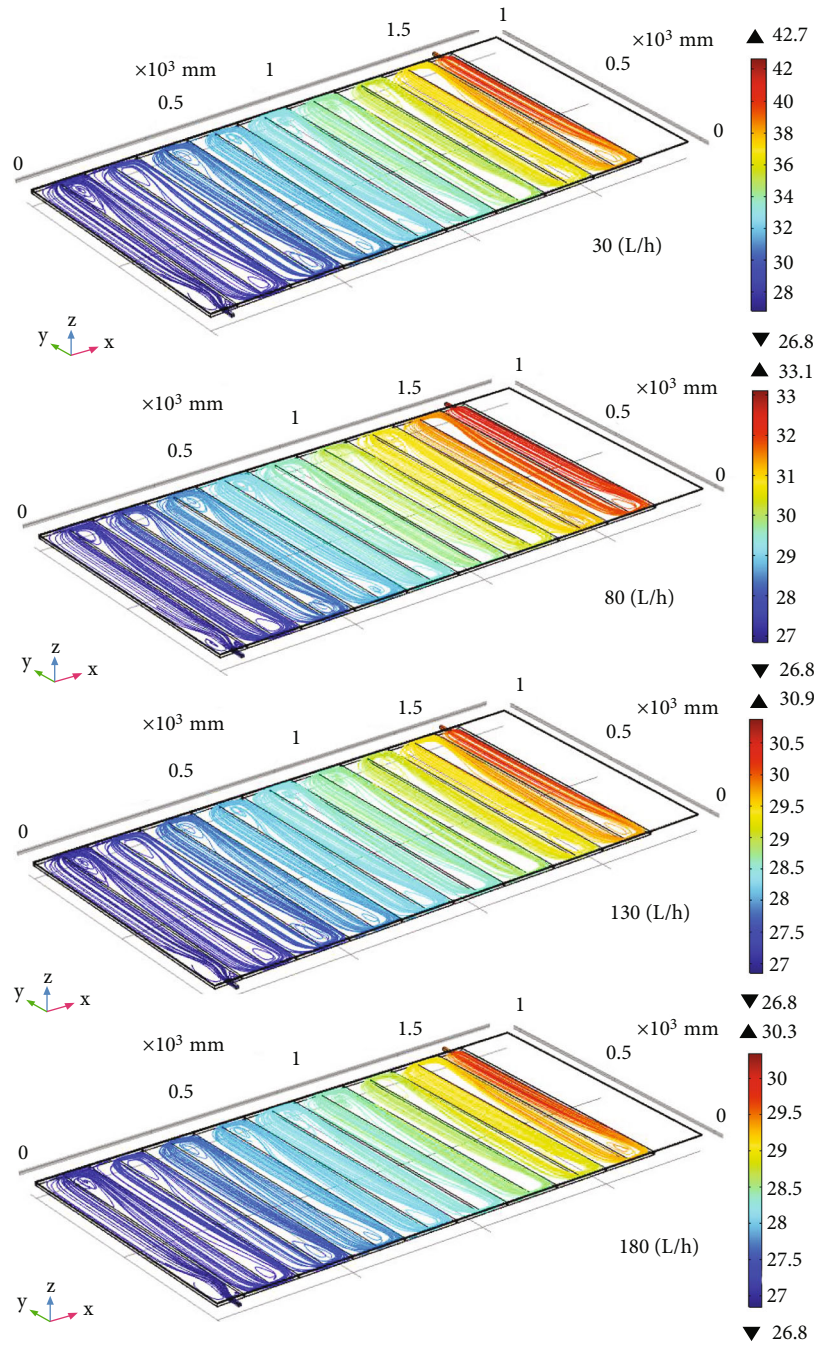 1
1.5
×10³ mm
1
×10³ mm
0.5
0.5
0
0
30 (L/h)
z
y
x
▲ 42.7
42
40
38
36
34
32
30
28
▼ 26.8
1
1.5
×10³ mm
1
×10³ mm
0.5
0.5
0
0
80 (L/h)
z
y
x
▲ 33.1
33
32
31
30
29
28
27
▼ 26.8
1
1.5
×10³ mm
1
×10³ mm
0.5
0.5
0
0
130 (L/h)
z
y
x
▲ 30.9
30.5
30
29.5
29
28.5
28
27.5
27
▼ 26.8
1
1.5
×10³ mm
1
×10³ mm
0.5
0.5
0
0
180 (L/h)
z
y
x
▲ 30.3
30
29.5
29
28.5
28
27.5
27
▼ 26.8